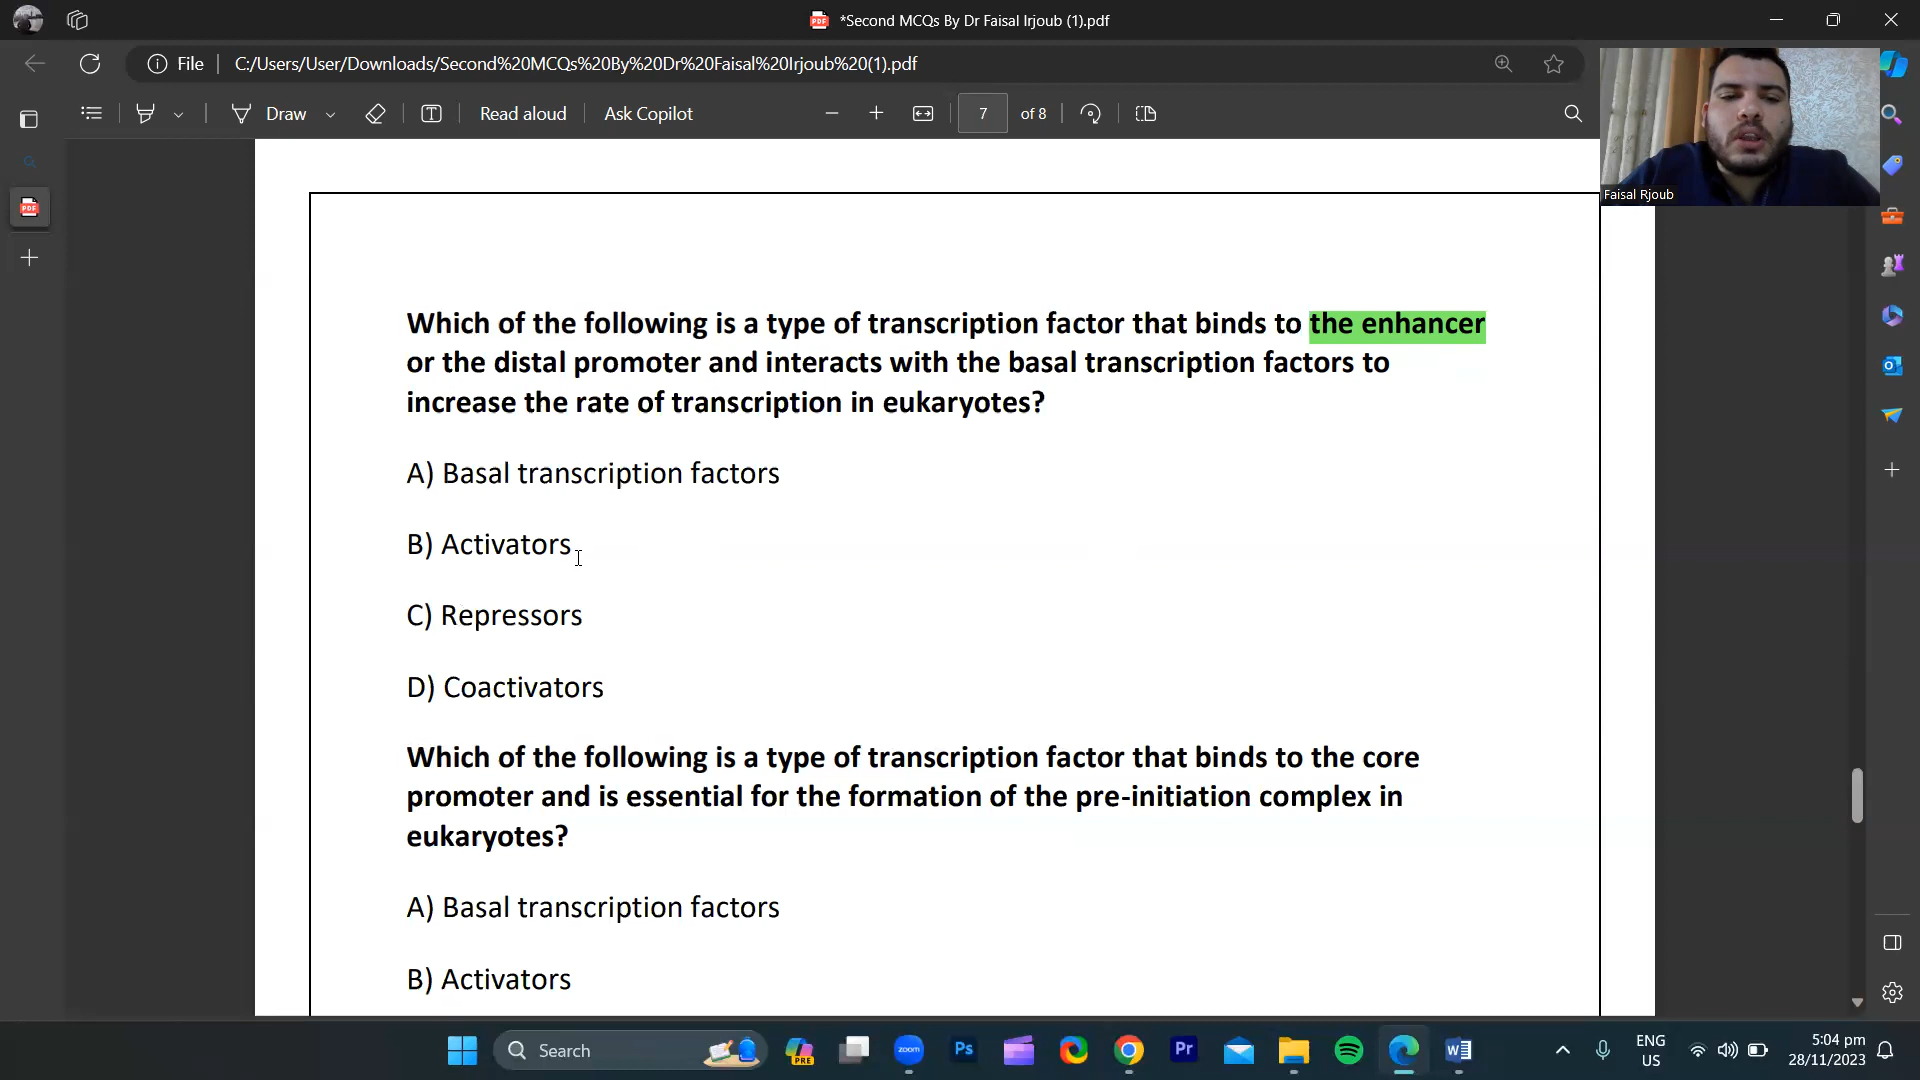 *Second MCQs By Dr Faisal Irjoub (1).pdf
File
C:/Users/User/Downloads/Second%20MCQs%20By%20Dr%20Faisal%20Irjoub%20(1).pdf
Draw
Read aloud
Ask Copilot
7
of 8
Faisal Rjoub
Which of the following is a type of transcription factor that binds to the enhancer
or the distal promoter and interacts with the basal transcription factors to
increase the rate of transcription in eukaryotes?
A) Basal transcription factors
B) Activators
C) Repressors
D) Coactivators
Which of the following is a type of transcription factor that binds to the core
promoter and is essential for the formation of the pre-initiation complex in
eukaryotes?
A) Basal transcription factors
B) Activators
Search
PRE
zoom
Ps
Pr
ENG
US
5:04 pm
28/11/2023